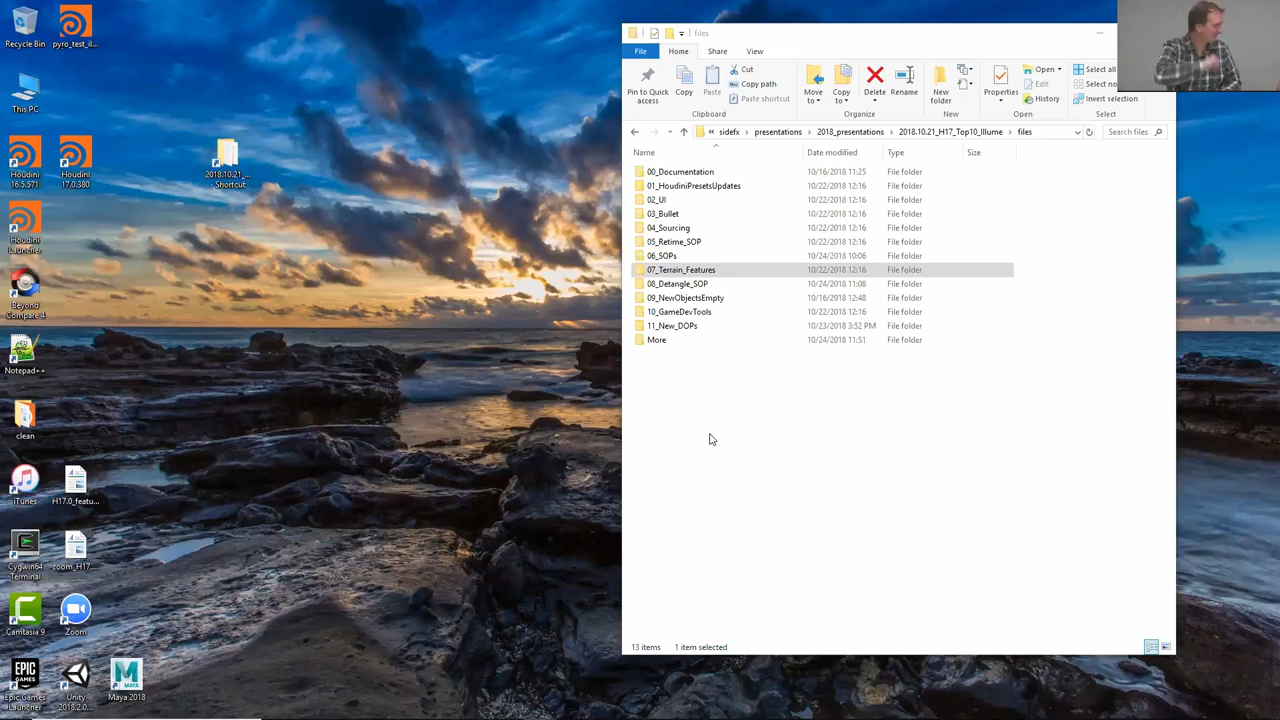 Recycle Bin
pyro_test_il...
This PC
Houdini
16.5.571
Houdini
17.0.380
2018.10.21_...
- Shortcut
Houdini
Launcher
Beyond
Compare 4
Notepad++
clean
iTunes
H17.0_featu...
Cygwin64
Terminal
zoom_H17...
Camtasia 9
Zoom
EPIC
GAMES
Epic Games
Launcher
Unity
2018.2.0...
MAYA
Maya 2018
files
File
Home
Share
View
Pin to Quick
access
Copy
Paste
Cut
Copy path
Paste shortcut
Clipboard
Move
to
Copy
to
Delete
Rename
Organize
New
folder
New
Properties
Open
Edit
History
Open
Select all
Select no
Invert selection
Select
« sidefx > presentations > 2018_presentations > 2018.10.21_H17_Top10_Illume > files
Search files
Name Date modified Type Size
00_Documentation 10/16/2018 11:25 File folder
01_HoudiniPresetsUpdates 10/22/2018 12:16 File folder
02_UI 10/22/2018 12:16 File folder
03_Bullet 10/22/2018 12:16 File folder
04_Sourcing 10/22/2018 12:16 File folder
05_Retime_SOP 10/22/2018 12:16 File folder
06_SOPs 10/24/2018 10:06 File folder
07_Terrain_Features 10/22/2018 12:16 File folder
08_Detangle_SOP 10/24/2018 11:08 File folder
09_NewObjectsEmpty 10/16/2018 12:48 File folder
10_GameDevTools 10/22/2018 12:16 File folder
11_New_DOPs 10/23/2018 3:52 PM File folder
More 10/24/2018 11:51 File folder
13 items 1 item selected